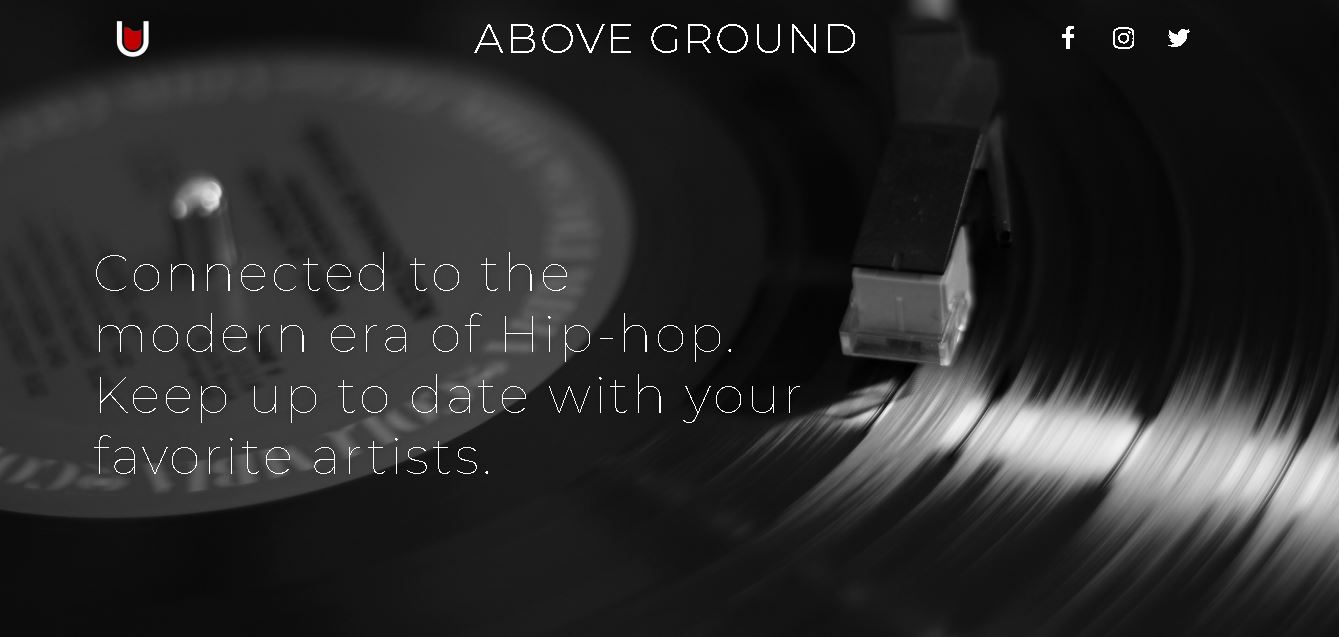 ABOVE GROUND
Connected to the
modern era of Hip-hop.
Keep up to date with your
favorite artists.